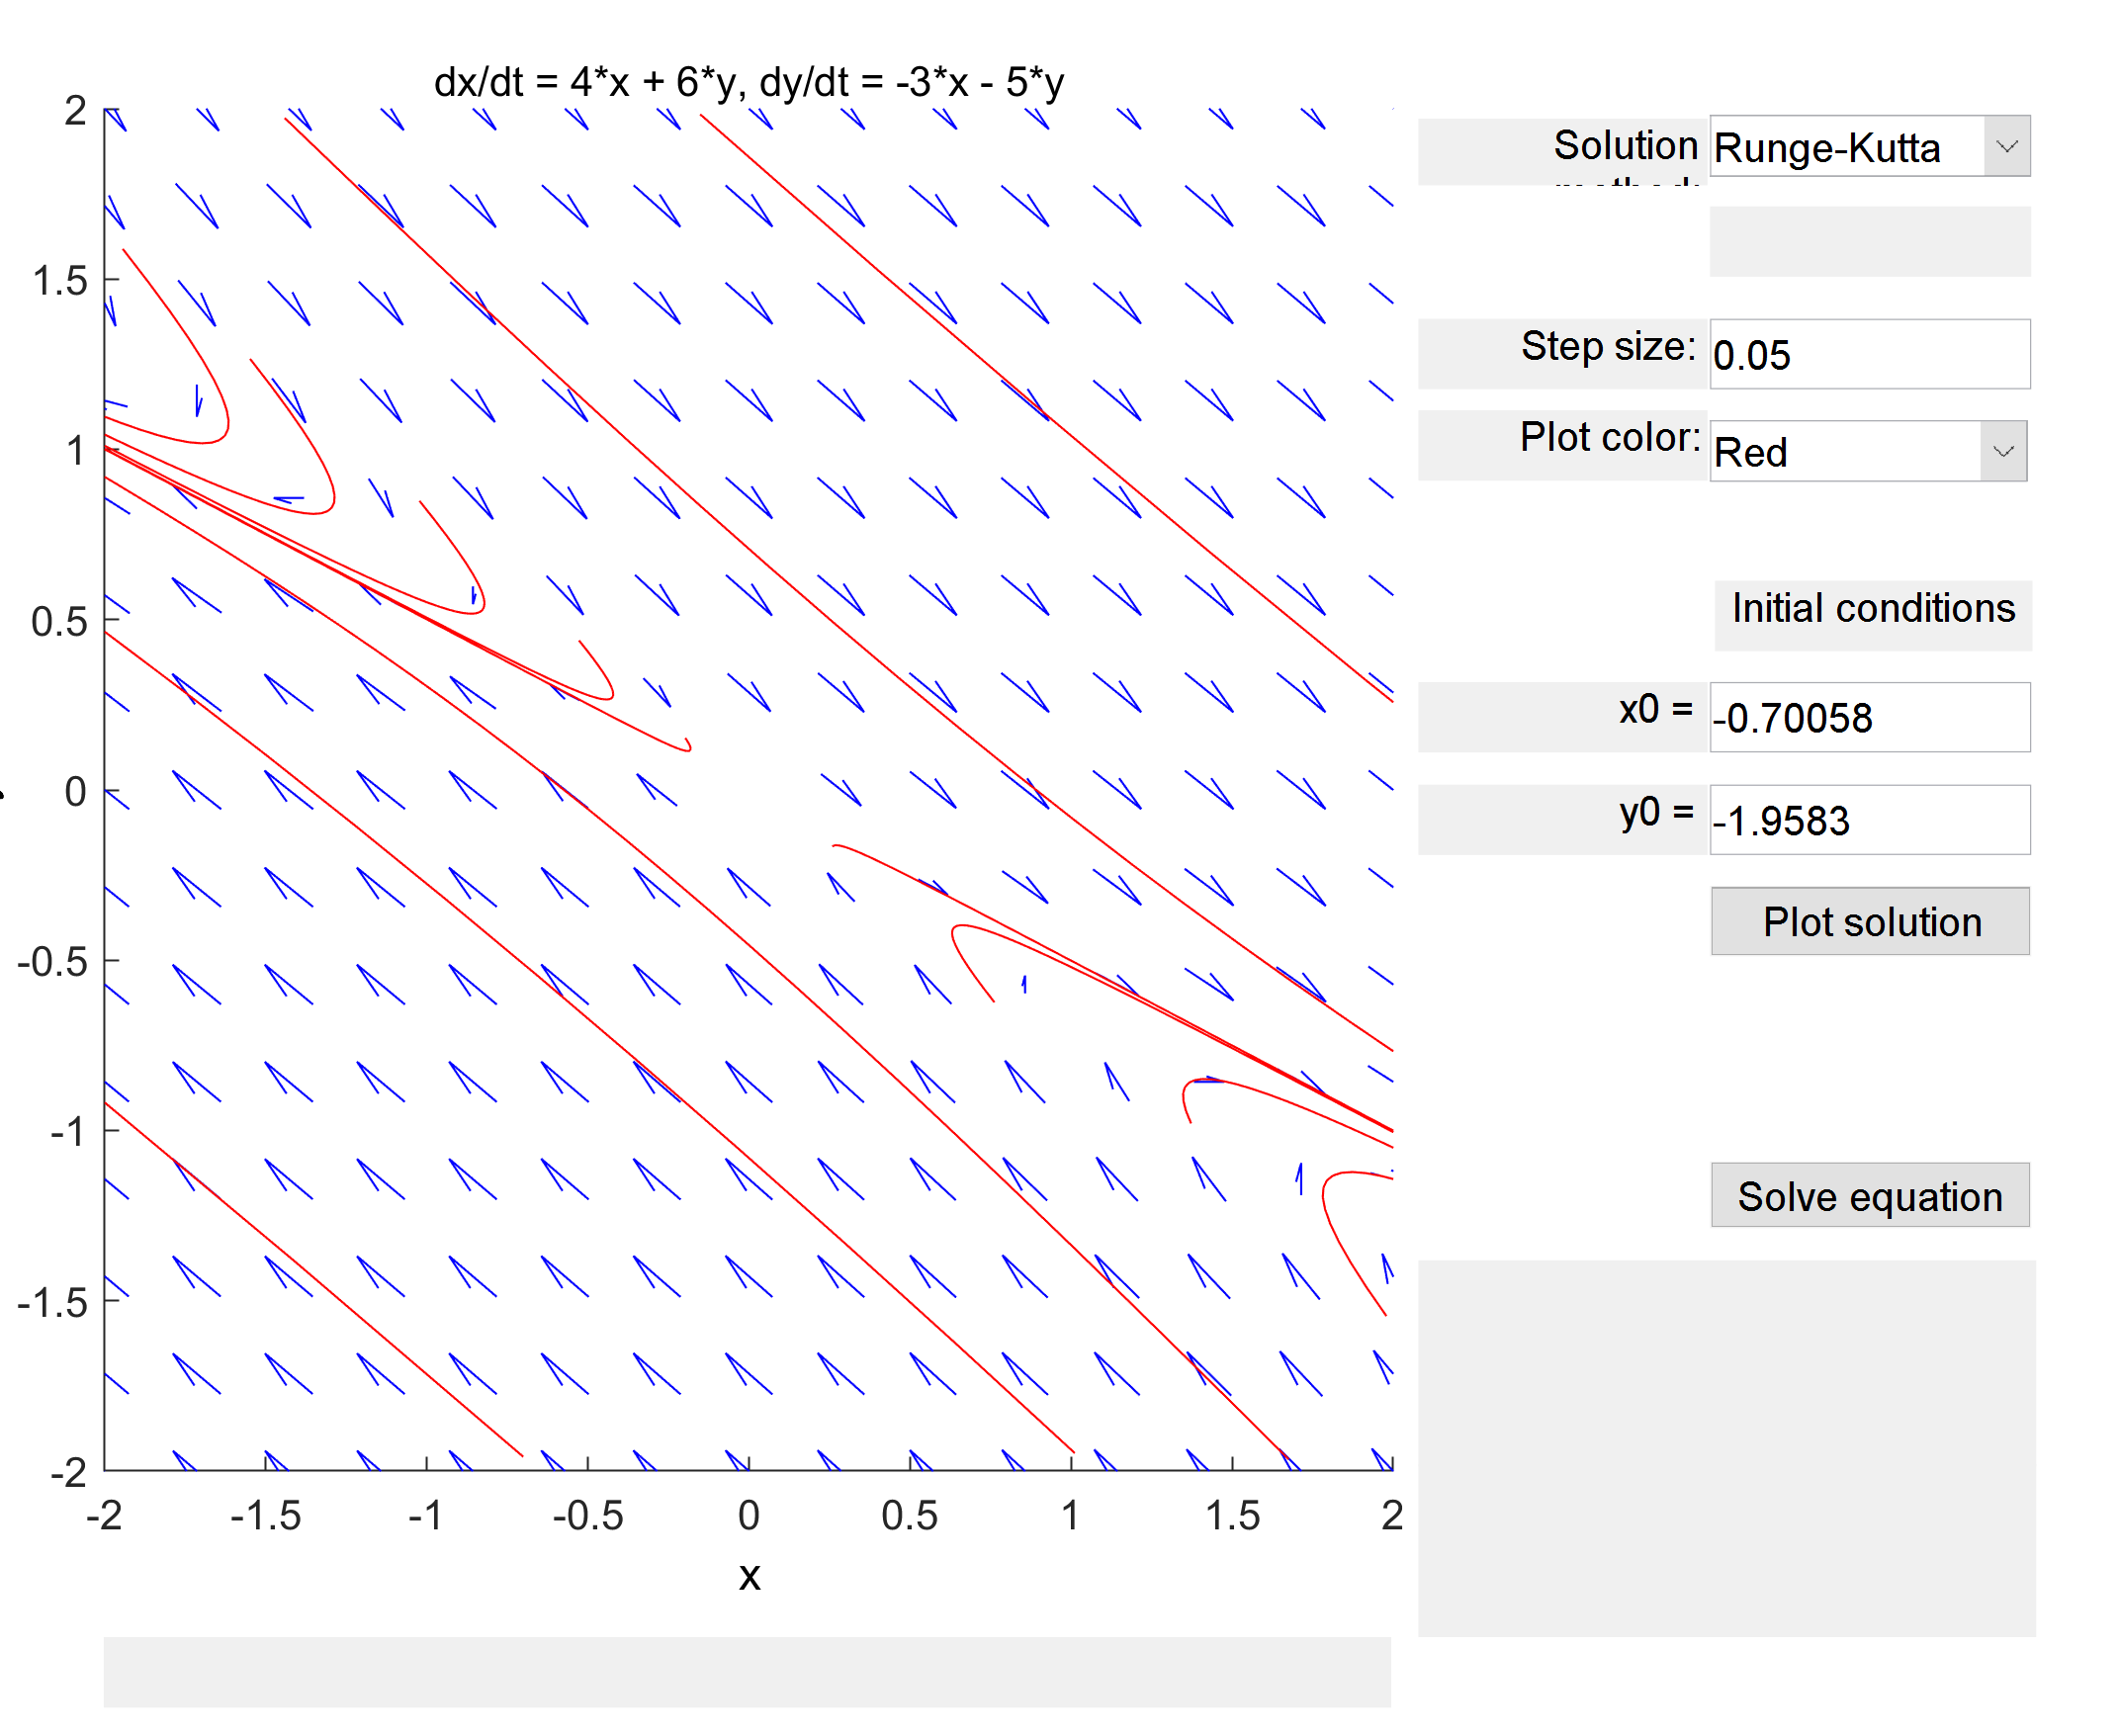 dx/dt = 4*x + 6*y, dy/dt = -3*x - 5*y
2
1.5
1
0.5
0
-0.5
-1
-1.5
-2
-2
-1.5
-1
-0.5
0
0.5
1
1.5
2
x
Solution
Runge-Kutta
Step size:
0.05
Plot color:
Red
Initial conditions
x0 =
-0.70058
y0 =
-1.9583
Plot solution
Solve equation